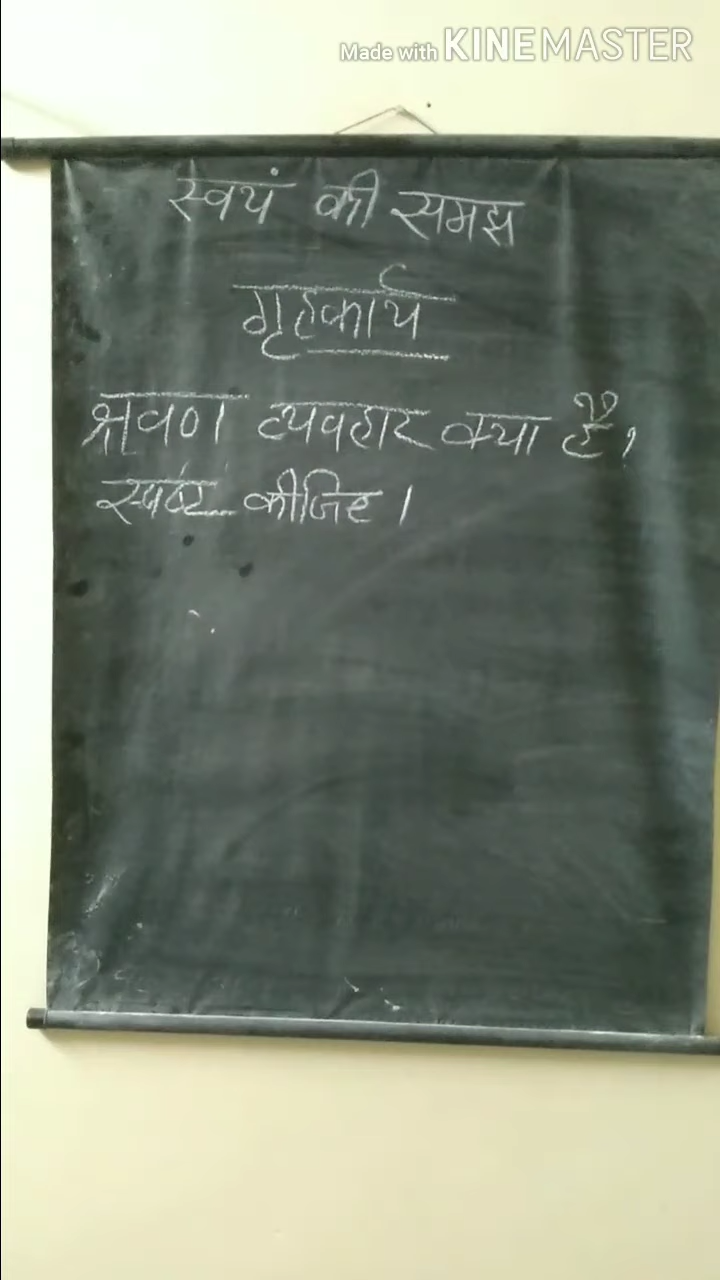 Made with KINEMASTER
स्वयं की समझ
गृहकार्य
श्रवण व्यवहार क्या है,
स्पष्ट कीजिए।